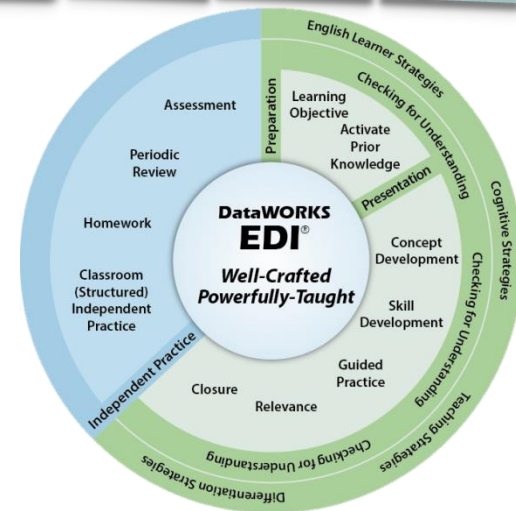 English Learner Strategies
Checking for Understanding
Preparation
Learning
Objective
Activate
Prior
Knowledge
Presentation
Cognitive Strategies
Concept
Development
Checking for Understanding
Skill
Development
Guided
Practice
Teaching Strategies
Relevance
Closure
Checking for Understanding
Differentiation Strategies
Independent Practice
Classroom
(Structured)
Independent
Practice
Homework
Periodic
Review
Assessment
DataWORKS
EDI®
Well-Crafted
Powerfully-Taught